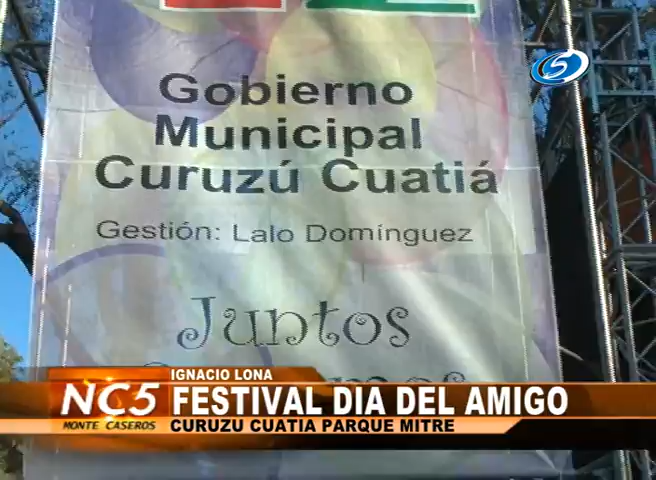 5
Gobierno
Municipal
Curuzú Cuatiá
Gestión: Lalo Domínguez
Juntos
IGNACIO LONA
NC5
FESTIVAL DIA DEL AMIGO
MONTE CASEROS
CURUZU CUATIA PARQUE MITRE